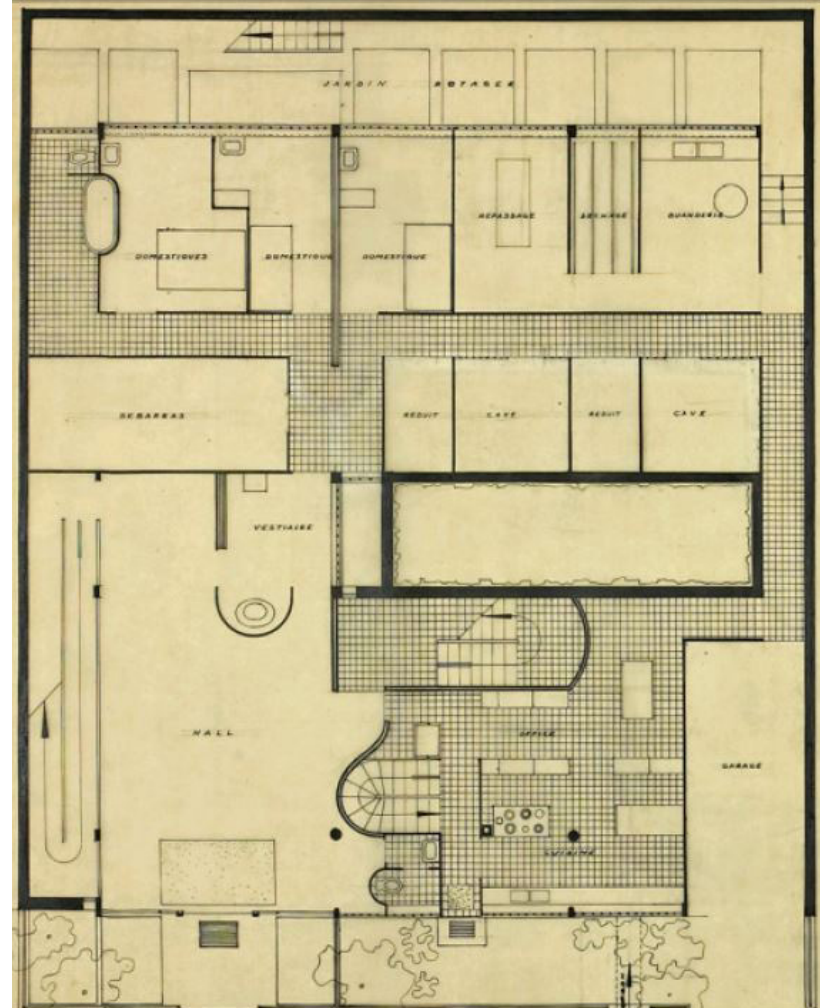 JARDIN POTAGER
REPASSAGE
SECHAGE
BUANDERIE
DOMESTIQUES
DOMESTIQUE
DOMESTIQUE
DEBARRAS
REDUIT
CAVE
REDUIT
CAVE
VESTIAIRE
HALL
OFFICE
GARAGE
CUISINE